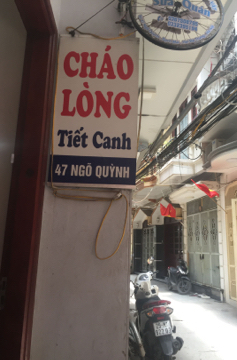 CHÁO
LÒNG
Tiết Canh
47 NGÕ QUỲNH